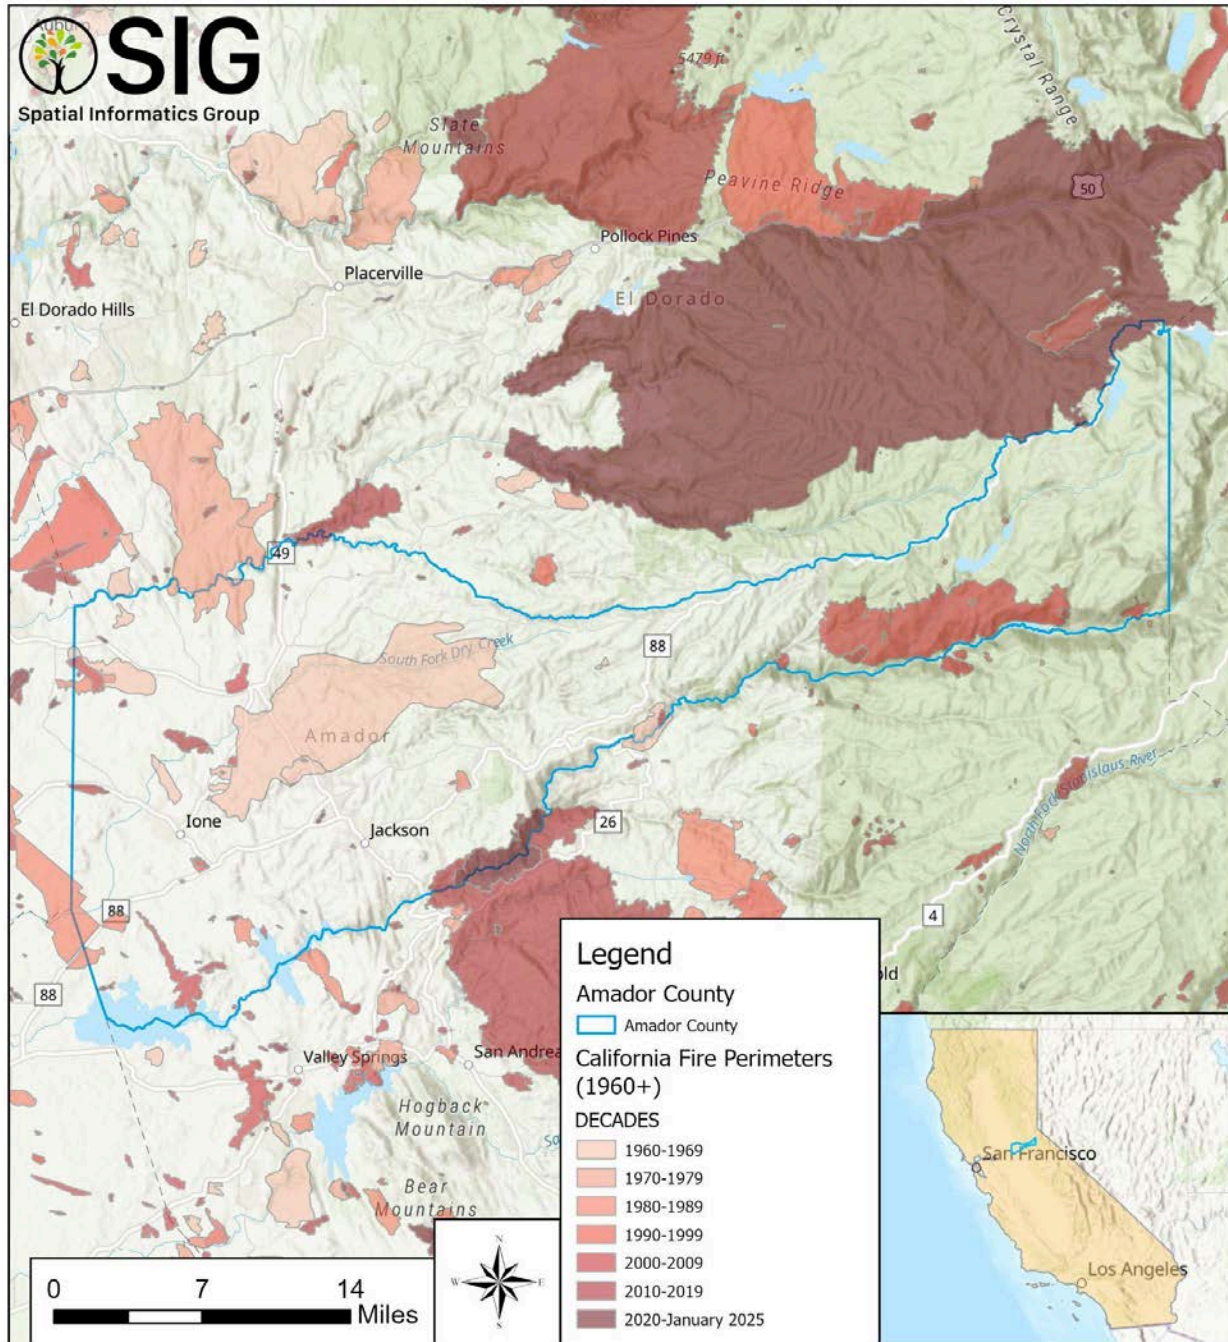 Auburn
SIG
Spatial Informatics Group
5479 ft
Crystal Range
Slate
Mountains
Peavine Ridge
50
Pollock Pines
Placerville
El Dorado
El Dorado Hills
49
South Fork Dry Creek
88
Amador
Ione
Jackson
26
North Fork Stanislaus River
88
4
88
old
Valley Springs
San Andrea
Hogback
Mountain
Sa
Bear
Mountains
Legend
Amador County
Amador County
California Fire Perimeters
(1960+)
DECADES
1960-1969
1970-1979
1980-1989
1990-1999
2000-2009
2010-2019
2020-January 2025
San Francisco
Los Angeles
N
W
E
S
0 7 14
Miles